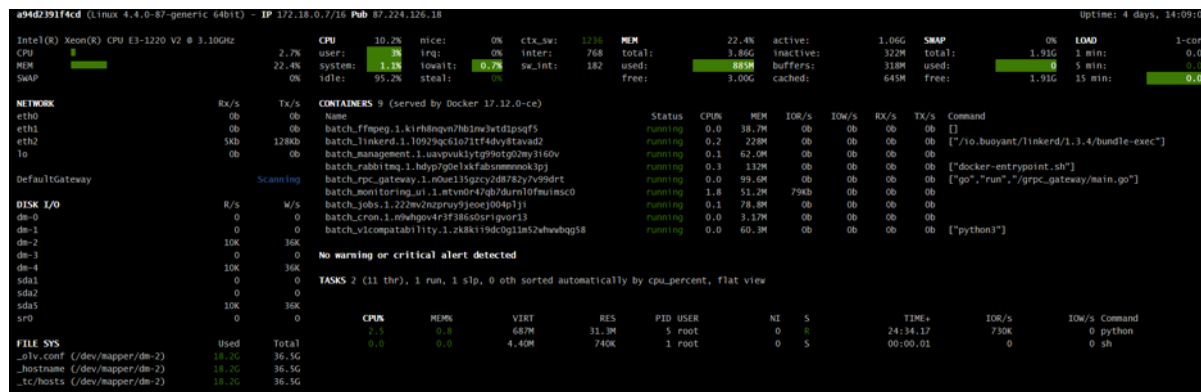 a94d2391f4cd (Linux 4.4.0-87-generic 64bit) - IP 172.18.0.7/16 Pub 87.224.126.18 Uptime: 4 days, 14:09:0
Intel(R) Xeon(R) CPU E3-1220 V2 @ 3.10GHz CPU 10.2% nice: 0% ctx_sw: 1236 MEM 22.4% active: 1.06G SWAP 0% LOAD 1-cor
CPU 2.7% user: 3% irq: 0% inter: 768 total: 3.86G inactive: 322M total: 1.91G 1 min: 0.0
MEM 22.4% system: 1.1% iowait: 0.7% sw_int: 182 used: 885M buffers: 318M used: 0 5 min: 0.0
SWAP 0% idle: 95.2% steal: 0% free: 3.00G cached: 645M free: 1.91G 15 min: 0.0
NETWORK Rx/s Tx/s CONTAINERS 9 (served by Docker 17.12.0-ce)
eth0 0b 0b Name Status CPU% MEM IOR/s IOW/s RX/s TX/s Command
eth1 0b 0b batch_ffmpeg.1. running 0.0 38.7M 0b 0b 0b 0b []
eth2 5Kb 128Kb batch_linkerd.1. running 0.2 228M 0b 0b 0b 0b ["/io.buoyant/linkerd/1.3.4/bundle-exec"]
lo 0b 0b batch_management.1. running 0.1 62.0M 0b 0b 0b 0b
batch_rabbitmq.1. running 0.3 132M 0b 0b 0b 0b ["docker-entrypoint.sh"]
DefaultGateway Scanning batch_rpc_gateway.1. running 0.0 99.6M 0b 0b 0b 0b ["go","run","/grpc_gateway/main.go"]
batch_monitoring_ui.1. running 1.8 51.2M 79Kb 0b 0b 0b
DISK I/O R/s W/s batch_jobs.1. running 0.1 78.8M 0b 0b 0b 0b
dm-0 0 0 batch_cron.1. running 0.0 3.17M 0b 0b 0b 0b
dm-1 0 0 batch_v1compatability.1. running 0.0 60.3M 0b 0b 0b 0b ["python3"]
dm-2 10K 36K
dm-3 0 0 No warning or critical alert detected
dm-4 10K 36K
sda1 0 0 TASKS 2 (11 thr), 1 run, 1 slp, 0 oth sorted automatically by cpu_percent, flat view
sda2 0 0
sda5 10K 36K
sr0 0 0 CPU% MEM% VIRT RES PID USER NI S TIME+ IOR/s IOW/s Command
2.5 0.8 687M 31.3M 5 root 0 R 24:34.17 730K 0 python
FILE SYS Used Total 0.0 0.0 4.40M 740K 1 root 0 S 00:00.01 0 0 sh
_olv.conf (/dev/mapper/dm-2) 18.2G 36.5G
_hostname (/dev/mapper/dm-2) 18.2G 36.5G
_tc/hosts (/dev/mapper/dm-2) 18.2G 36.5G